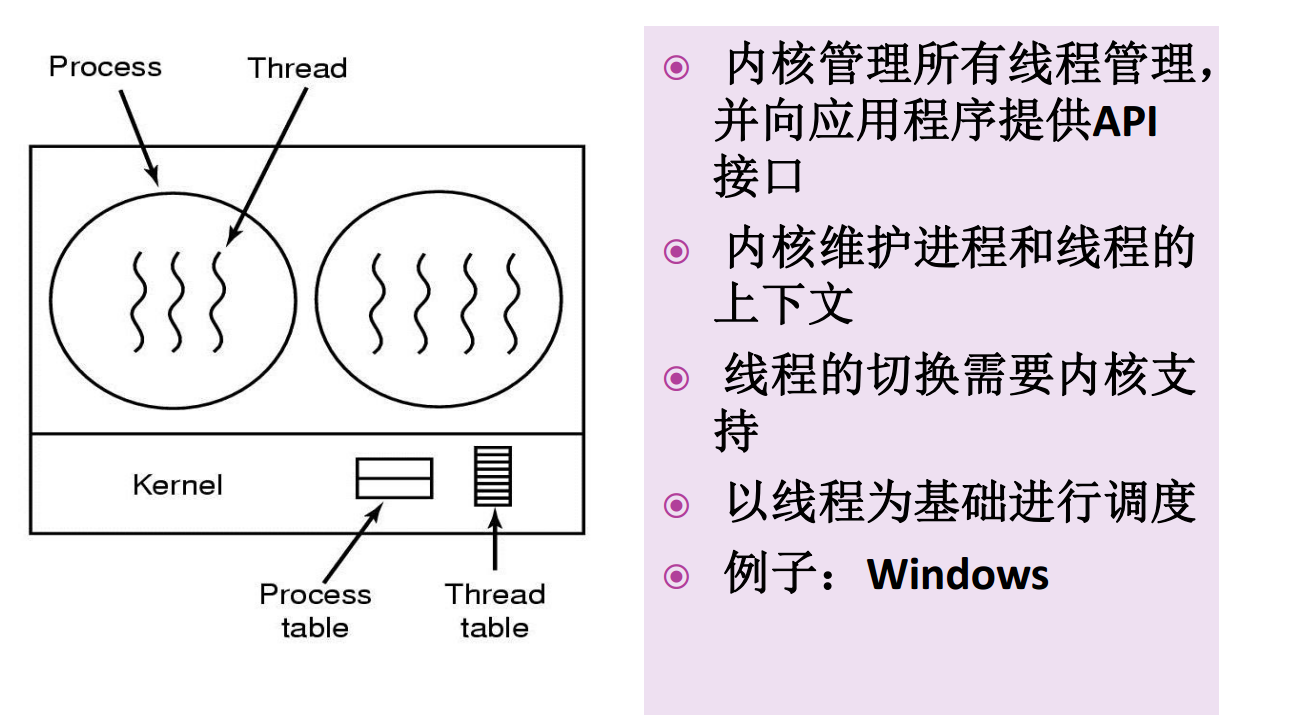 Process
Thread
Kernel
Process
table
Thread
table
内核管理所有线程管理，
并向应用程序提供API
接口
内核维护进程和线程的
上下文
线程的切换需要内核支
持
以线程为基础进行调度
例子：Windows